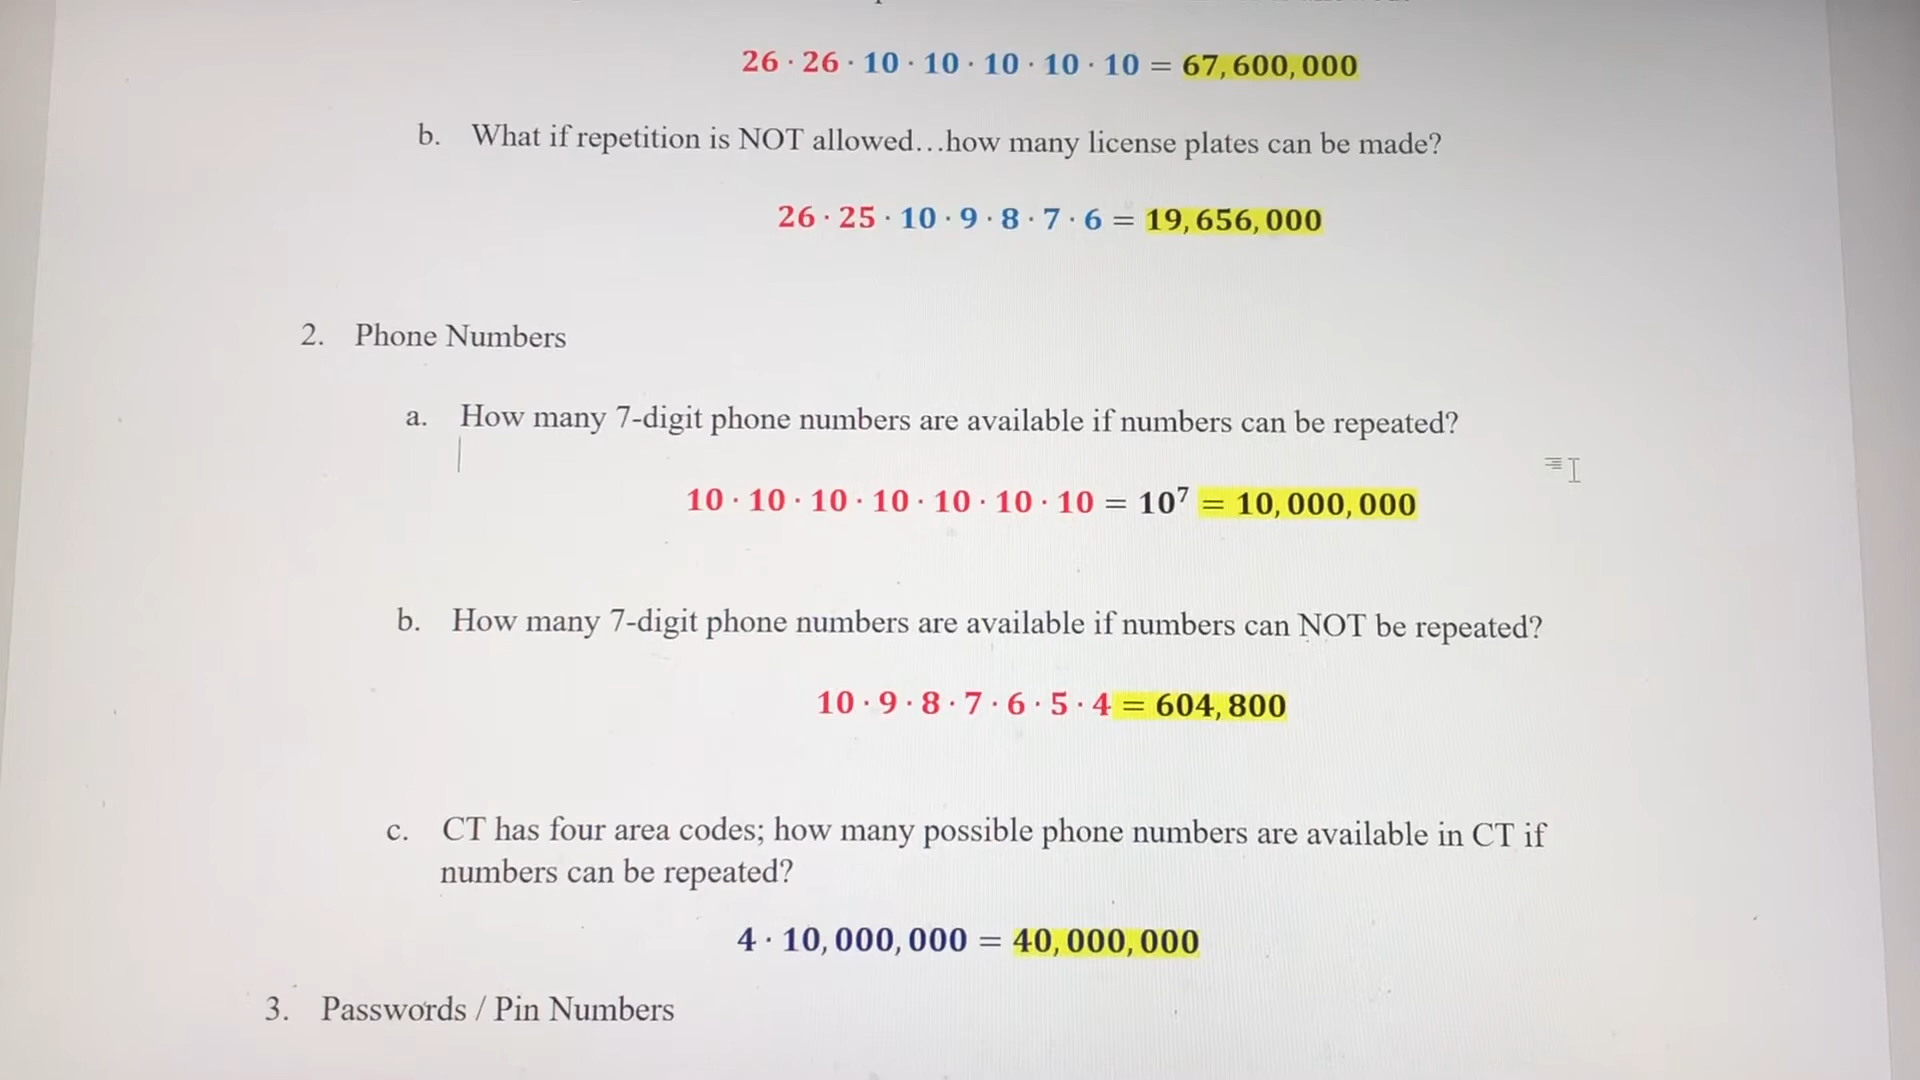 26 · 26 · 10 · 10 · 10 · 10 · 10 = 67,600,000
b. What if repetition is NOT allowed…how many license plates can be made?
26 · 25 · 10 · 9 · 8 · 7 · 6 = 19,656,000
2. Phone Numbers
a. How many 7-digit phone numbers are available if numbers can be repeated?
10 · 10 · 10 · 10 · 10 · 10 · 10 = 10⁷ = 10,000,000
b. How many 7-digit phone numbers are available if numbers can NOT be repeated?
10 · 9 · 8 · 7 · 6 · 5 · 4 = 604,800
c. CT has four area codes; how many possible phone numbers are available in CT if
numbers can be repeated?
4 · 10,000,000 = 40,000,000
3. Passwords / Pin Numbers